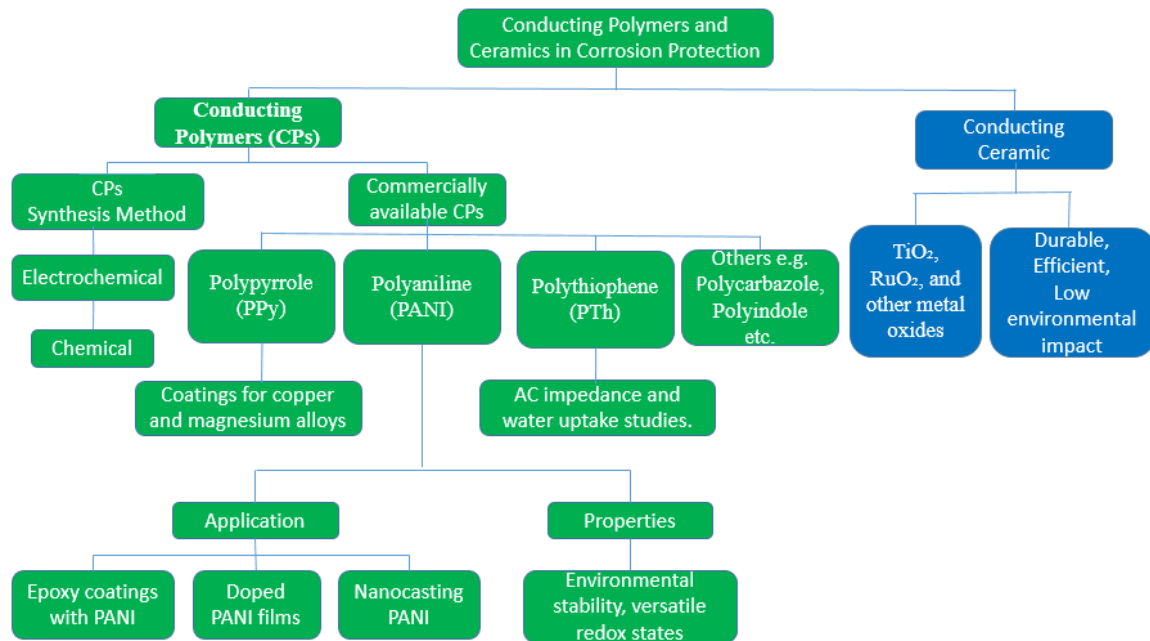 Conducting Polymers and
Ceramics in Corrosion Protection
Conducting
Polymers (CPs)
Conducting
Ceramic
CPs
Synthesis Method
Commercially
available CPs
Electrochemical
Chemical
Polypyrrole
(PPy)
Polyaniline
(PANI)
Polythiophene
(PTh)
Others e.g.
Polycarbazole,
Polyindole
etc.
TiO₂,
RuO₂, and
other metal
oxides
Durable,
Efficient,
Low
environmental
impact
Coatings for copper
and magnesium alloys
AC impedance and
water uptake studies.
Application
Properties
Epoxy coatings
with PANI
Doped
PANI films
Nanocasting
PANI
Environmental
stability, versatile
redox states